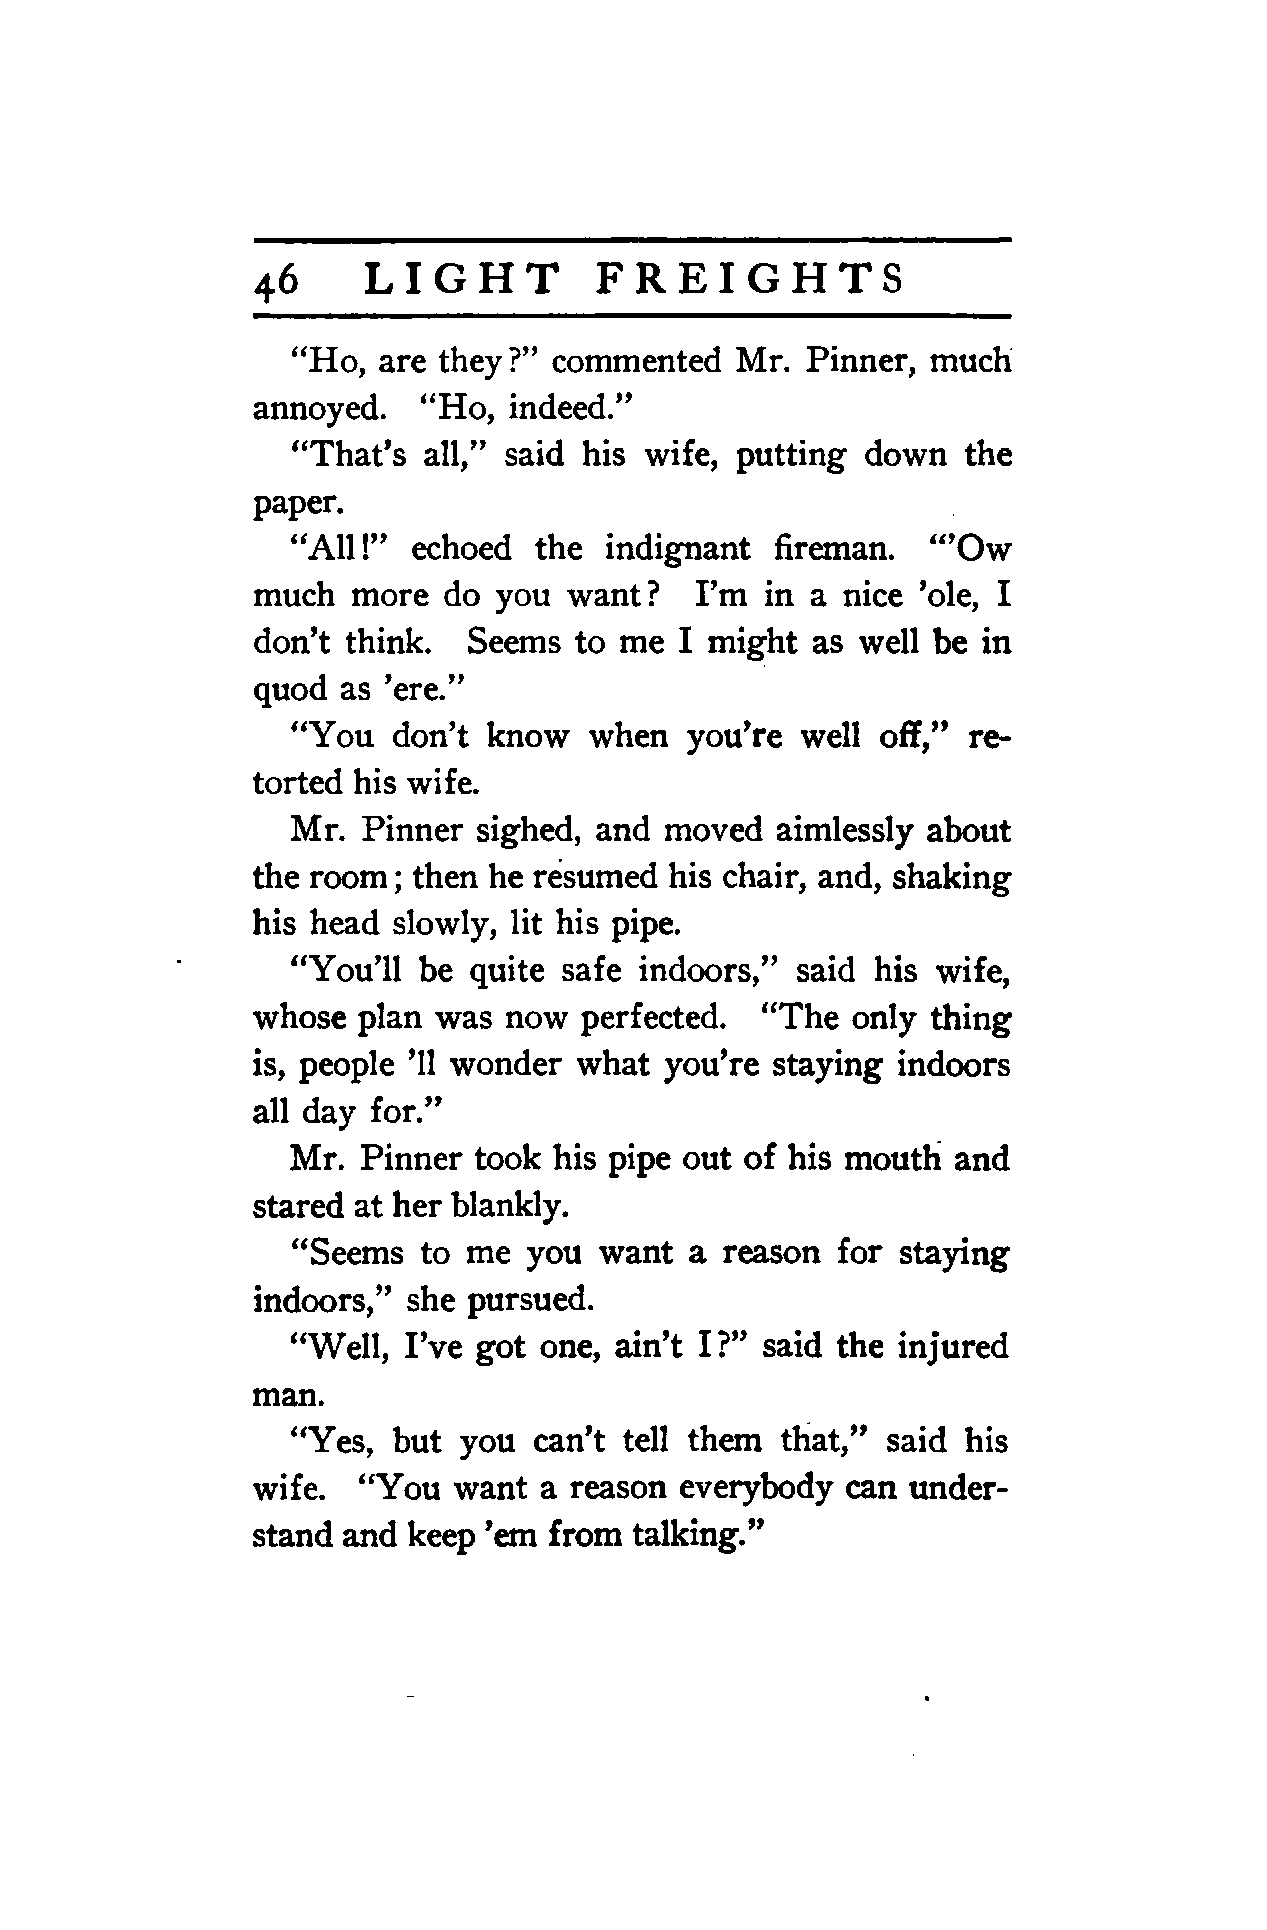 46 LIGHT FREIGHTS
“Ho, are they?” commented Mr. Pinner, much
annoyed. “Ho, indeed.”
“That’s all,” said his wife, putting down the
paper.
“All!” echoed the indignant fireman. “’Ow
much more do you want? I’m in a nice ’ole, I
don’t think. Seems to me I might as well be in
quod as ’ere.”
“You don’t know when you’re well off,” re-
torted his wife.
Mr. Pinner sighed, and moved aimlessly about
the room; then he resumed his chair, and, shaking
his head slowly, lit his pipe.
“You’ll be quite safe indoors,” said his wife,
whose plan was now perfected. “The only thing
is, people ’ll wonder what you’re staying indoors
all day for.”
Mr. Pinner took his pipe out of his mouth and
stared at her blankly.
“Seems to me you want a reason for staying
indoors,” she pursued.
“Well, I’ve got one, ain’t I?” said the injured
man.
“Yes, but you can’t tell them that,” said his
wife. “You want a reason everybody can under-
stand and keep ’em from talking.”